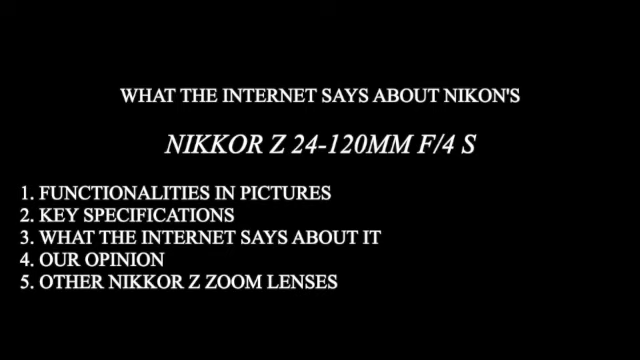 WHAT THE INTERNET SAYS ABOUT NIKON'S
NIKKOR Z 24-120MM F/4 S
1. FUNCTIONALITIES IN PICTURES
2. KEY SPECIFICATIONS
3. WHAT THE INTERNET SAYS ABOUT IT
4. OUR OPINION
5. OTHER NIKKOR Z ZOOM LENSES